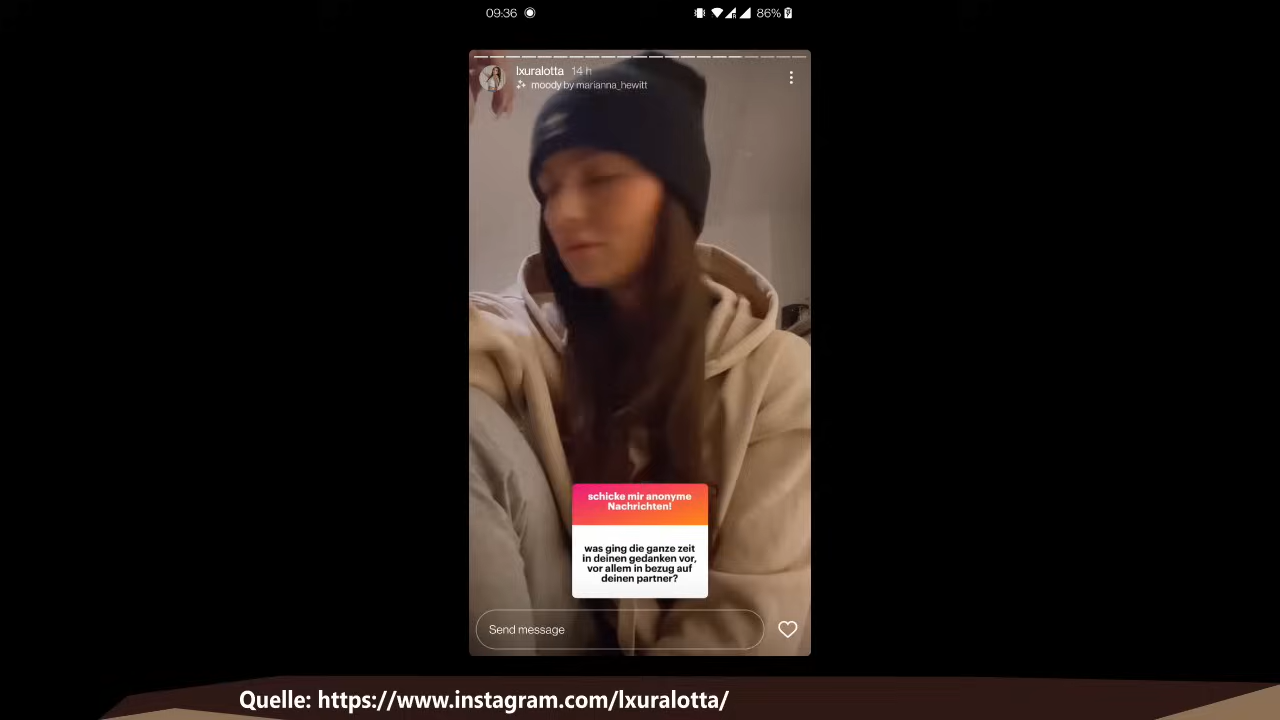 09:36
86%
lxuralotta 14 h
moody by marianna_hewitt
schicke mir anonyme
Nachrichten!
was ging die ganze zeit
in deinen gedanken vor,
vor allem in bezug auf
deinen partner?
Send message
Quelle: https://www.instagram.com/lxuralotta/